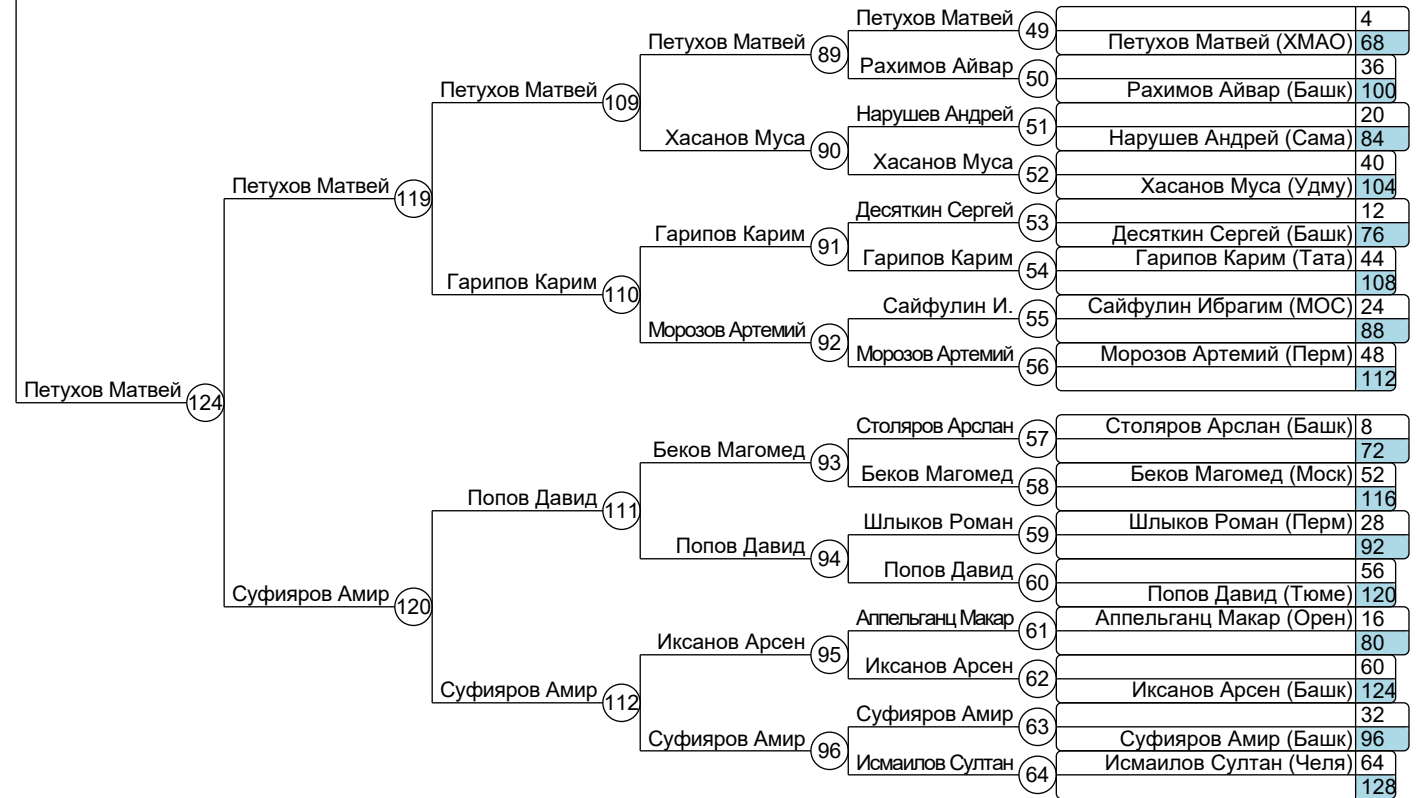 Петухов Матвей 49 4
Петухов Матвей 89 Петухов Матвей (ХМАО) 68
Рахимов Айвар 50 36
Петухов Матвей 109 Рахимов Айвар (Башк) 100
Нарушев Андрей 51 20
Хасанов Муса 90 Нарушев Андрей (Сама) 84
Хасанов Муса 52 40
Петухов Матвей 119 Хасанов Муса (Удму) 104
Десяткин Сергей 53 12
Гарипов Карим 91 Десяткин Сергей (Башк) 76
Гарипов Карим 54 Гарипов Карим (Тата) 44
Гарипов Карим 110 108
Сайфулин И. 55 Сайфулин Ибрагим (МОС) 24
Морозов Артемий 92 88
Морозов Артемий 56 Морозов Артемий (Перм) 48
Петухов Матвей 124 112
Столяров Арслан 57 Столяров Арслан (Башк) 8
Беков Магомед 93 72
Беков Магомед 58 Беков Магомед (Моск) 52
Попов Давид 111 116
Шлыков Роман 59 Шлыков Роман (Перм) 28
Попов Давид 94 92
Попов Давид 60 56
Суфияров Амир 120 Попов Давид (Тюме) 120
Аппельганц Макар 61 Аппельганц Макар (Орен) 16
Иксанов Арсен 95 80
Иксанов Арсен 62 60
Суфияров Амир 112 Иксанов Арсен (Башк) 124
Суфияров Амир 63 32
Суфияров Амир 96 Суфияров Амир (Башк) 96
Исмаилов Султан 64 Исмаилов Султан (Челя) 64
128